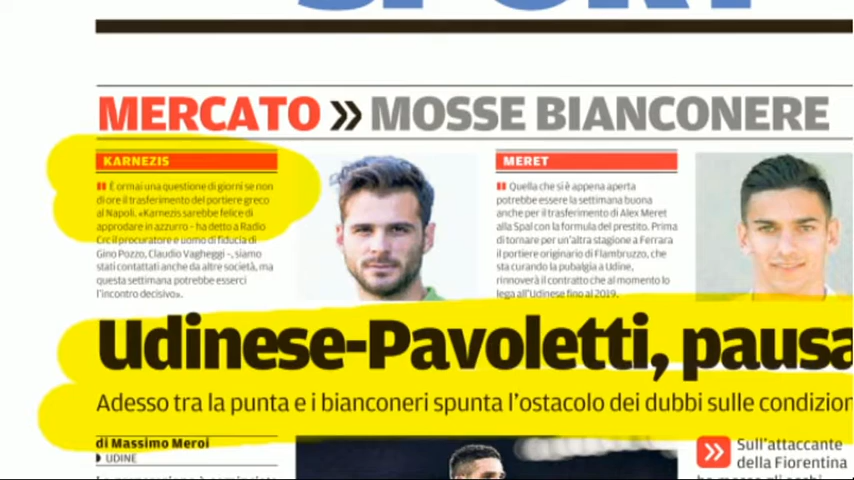 SPORT
MERCATO » MOSSE BIANCONERE
KARNEZIS
È ormai una questione di giorni se non
di ore il trasferimento del portiere greco
al Napoli. «Karnezis sarebbe felice di
approdare in azzurro - ha detto a Radio
Crc il procuratore e uomo di fiducia di
Gino Pozzo, Claudio Vagheggi -, siamo
stati contattati anche da altre società, ma
questa settimana potrebbe esserci
l'incontro decisivo».
MERET
Quella che si è appena aperta
potrebbe essere la settimana buona
anche per il trasferimento di Alex Meret
alla Spal con la formula del prestito. Prima
di tornare per un'altra stagione a Ferrara
il portiere originario di Flambruzzo, che
sta curando la pubalgia a Udine,
rinnoverà il contratto che al momento lo
lega all'Udinese fino al 2019.
Udinese-Pavoletti, pausa
Adesso tra la punta e i bianconeri spunta l'ostacolo dei dubbi sulle condizion
di Massimo Meroi
UDINE
» Sull'attaccante
della Fiorentina